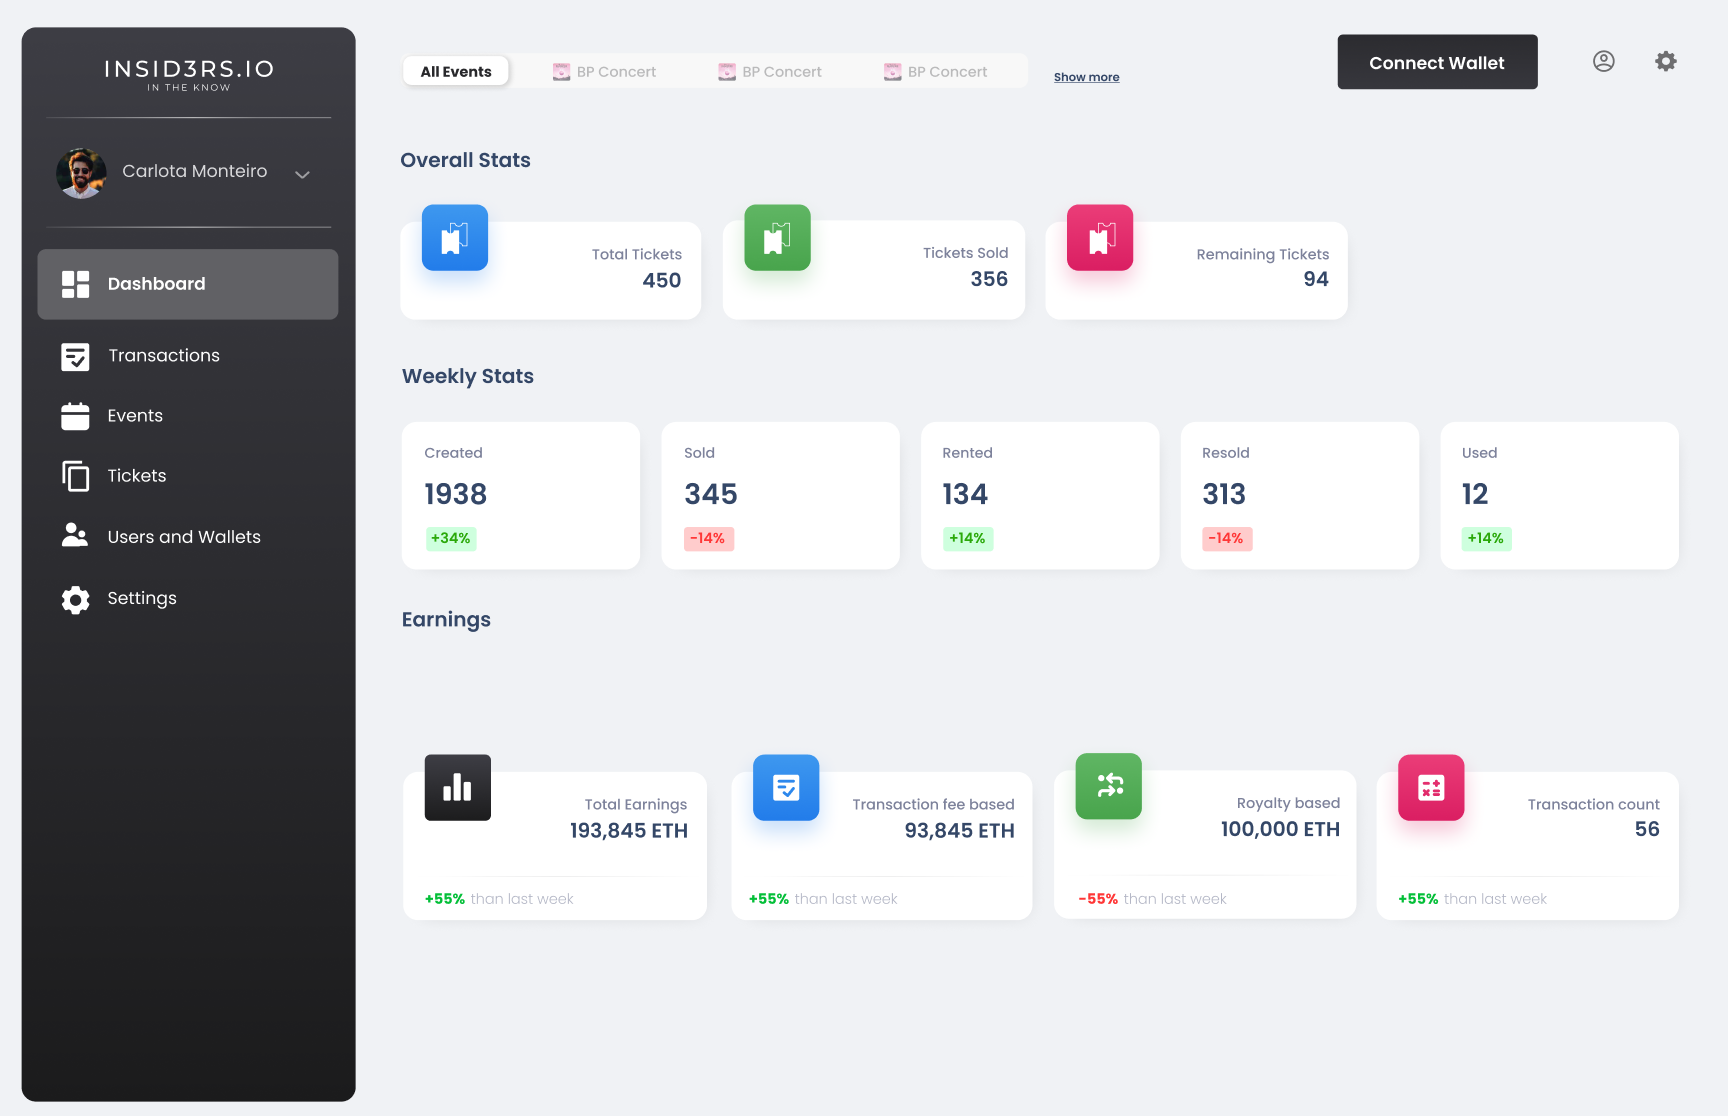 INSID3RS.IO
IN THE KNOW
Carlota Monteiro
Dashboard
Transactions
Events
Tickets
Users and Wallets
Settings
All Events
BP Concert
BP Concert
BP Concert
Show more
Connect Wallet
Overall Stats
Total Tickets
450
Tickets Sold
356
Remaining Tickets
94
Weekly Stats
Created
1938
+34%
Sold
345
-14%
Rented
134
+14%
Resold
313
-14%
Used
12
+14%
Earnings
Total Earnings
193,845 ETH
+55% than last week
Transaction fee based
93,845 ETH
+55% than last week
Royalty based
100,000 ETH
-55% than last week
Transaction count
56
+55% than last week